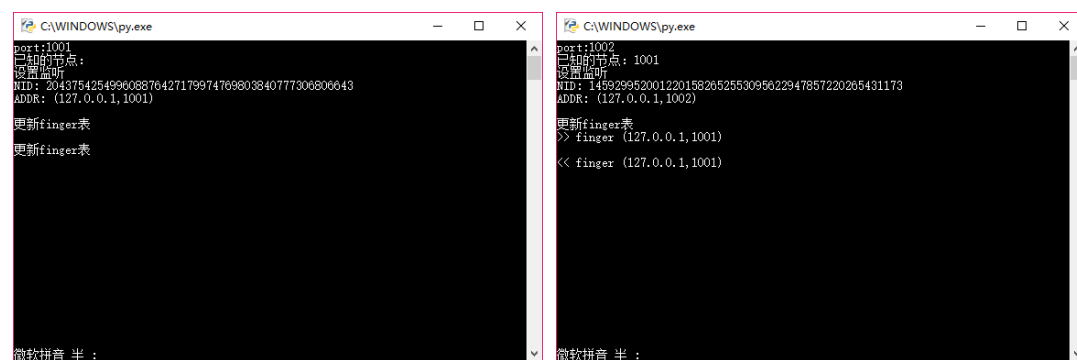 C:\WINDOWS\py.exe
port:1001
已知的节点:
设置监听
NID: 204375425499608876427179974769803840777306806643
ADDR: (127.0.0.1,1001)
更新finger表
更新finger表
微软拼音 半 :
C:\WINDOWS\py.exe
port:1002
已知的节点: 1001
设置监听
NID: 1459299520012201582652553095622947857220265431173
ADDR: (127.0.0.1,1002)
更新finger表
>> finger (127.0.0.1,1001)
<< finger (127.0.0.1,1001)
微软拼音 半 :